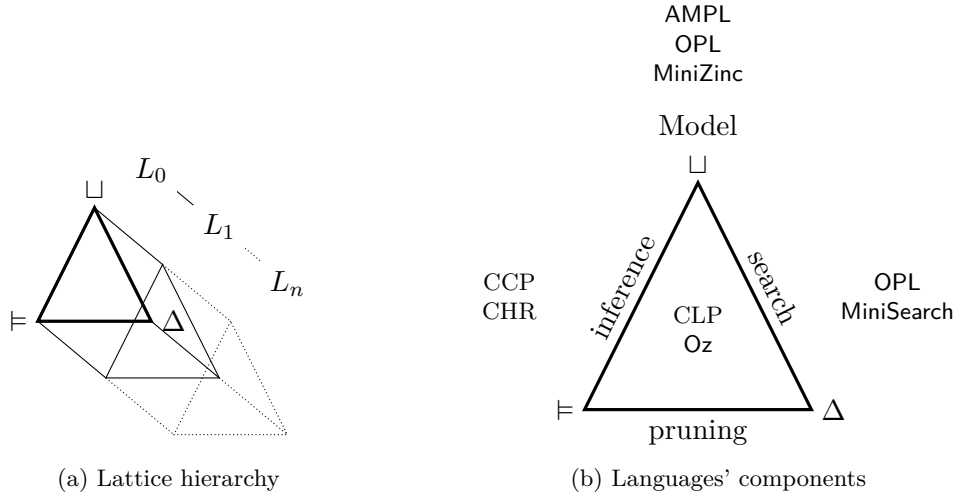 L₀
⊔
L₁
Lₙ
⊨
Δ
(a) Lattice hierarchy
AMPL
OPL
MiniZinc
Model
⊔
inference
search
CCP
CHR
CLP
Oz
OPL
MiniSearch
⊨
Δ
pruning
(b) Languages' components